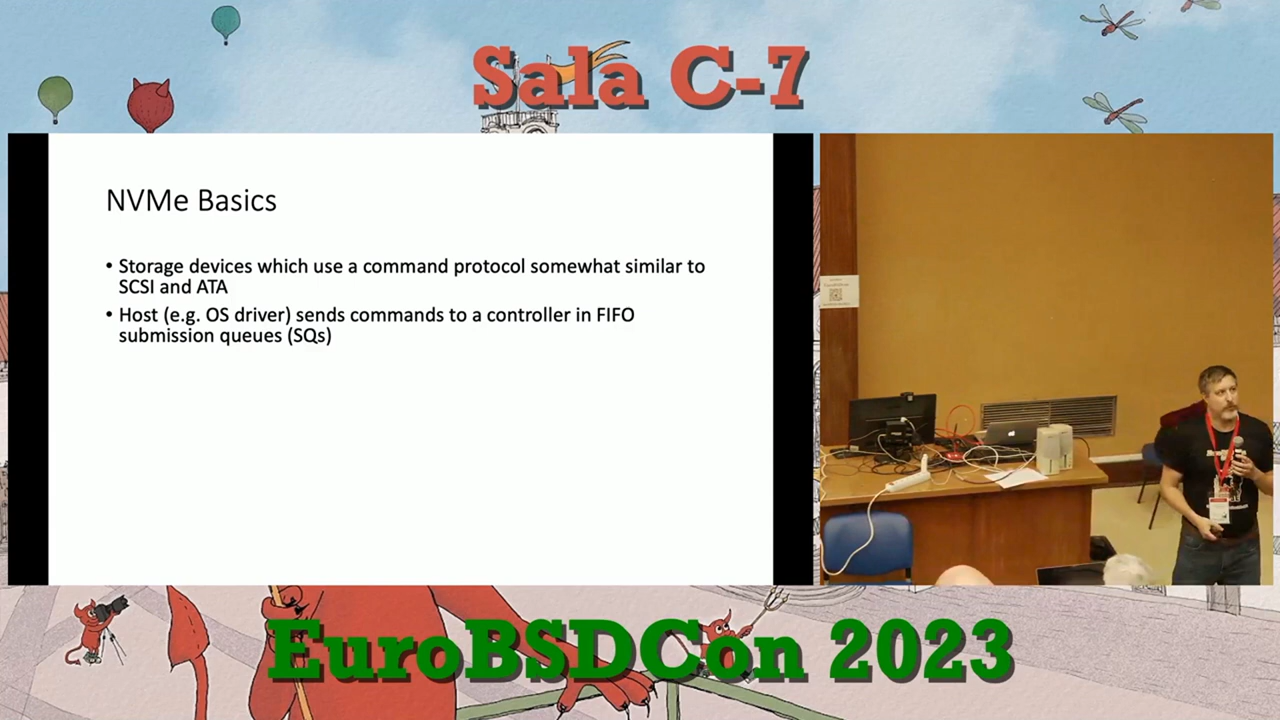 Sala C-7
NVMe Basics
• Storage devices which use a command protocol somewhat similar to
SCSI and ATA
• Host (e.g. OS driver) sends commands to a controller in FIFO
submission queues (SQs)
EuroBSDCon 2023